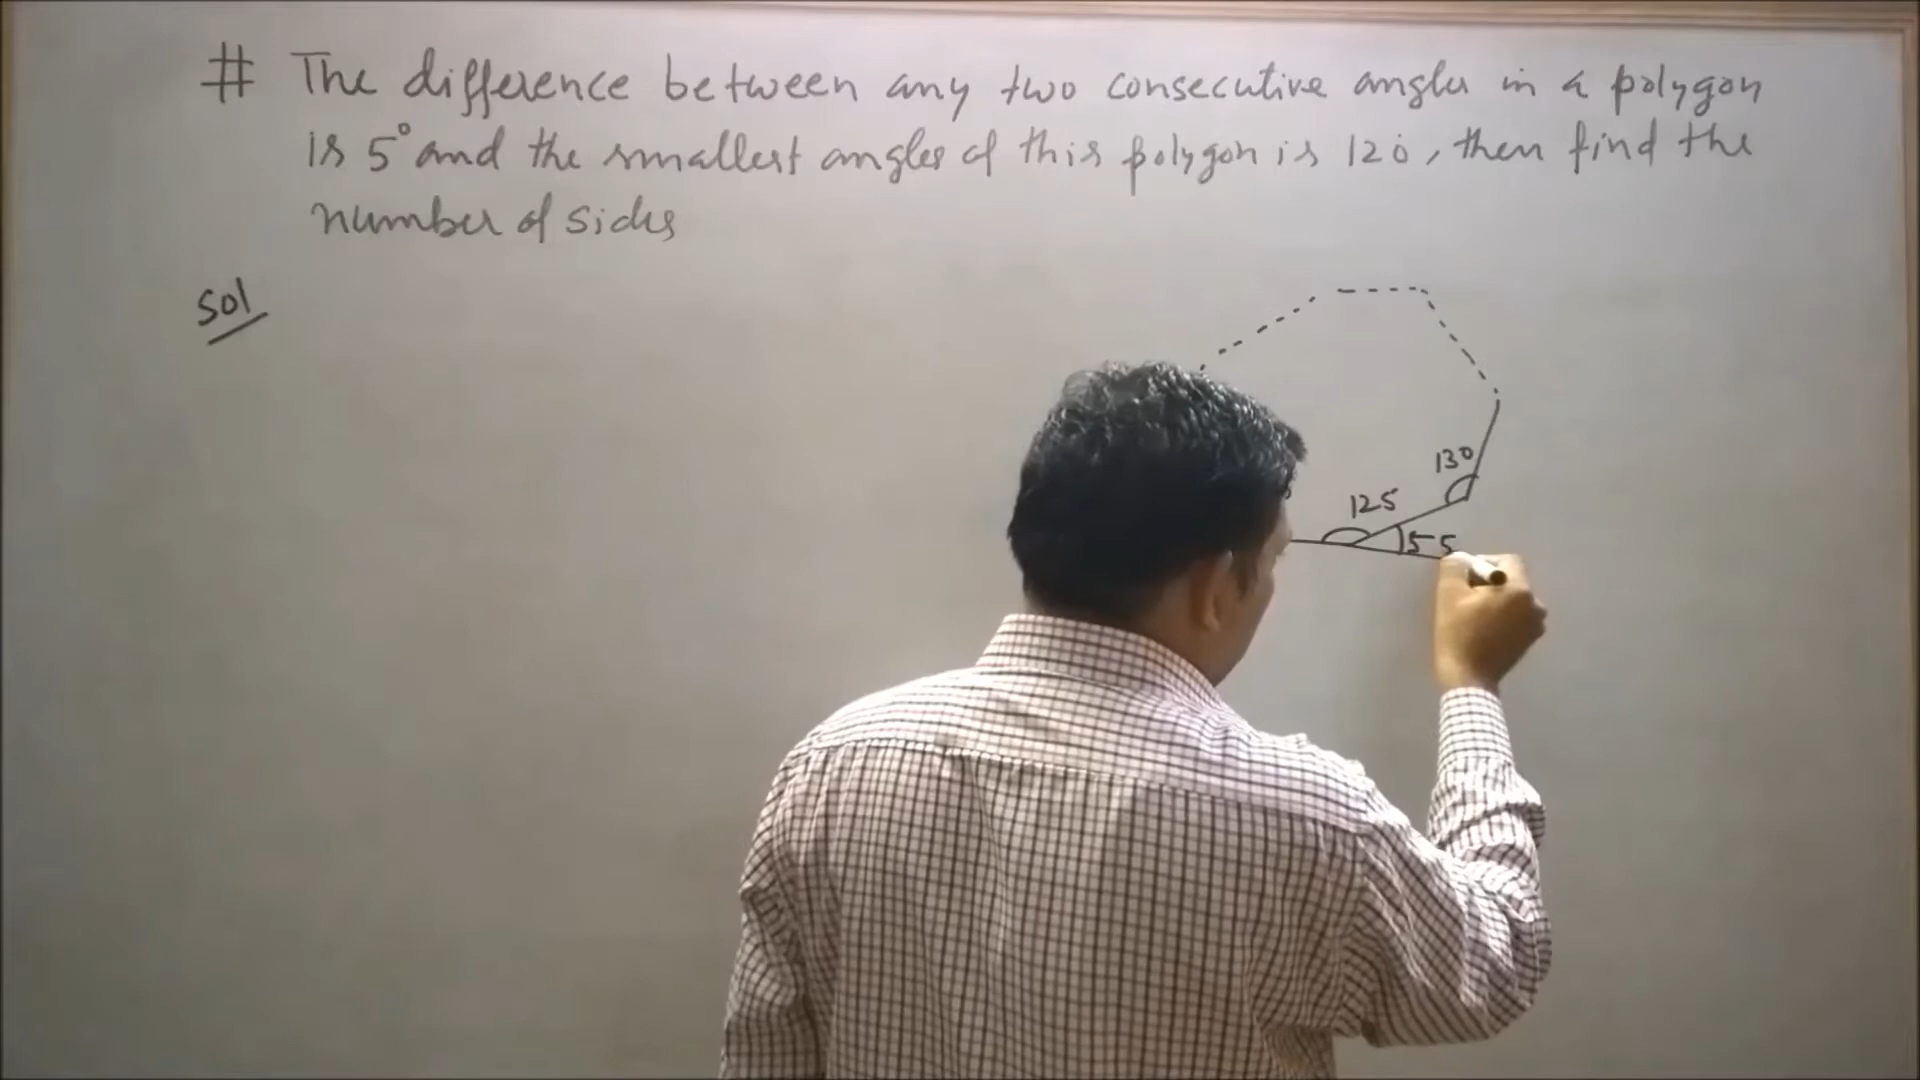 # The difference between any two consecutive angles in a polygon
is 5° and the smallest angles of this polygon is 120, then find the
number of sides
Sol
130
125
55